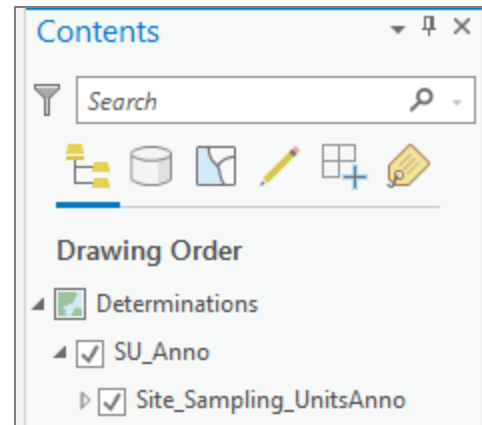 Contents
Search
Drawing Order
Determinations
SU_Anno
Site_Sampling_UnitsAnno